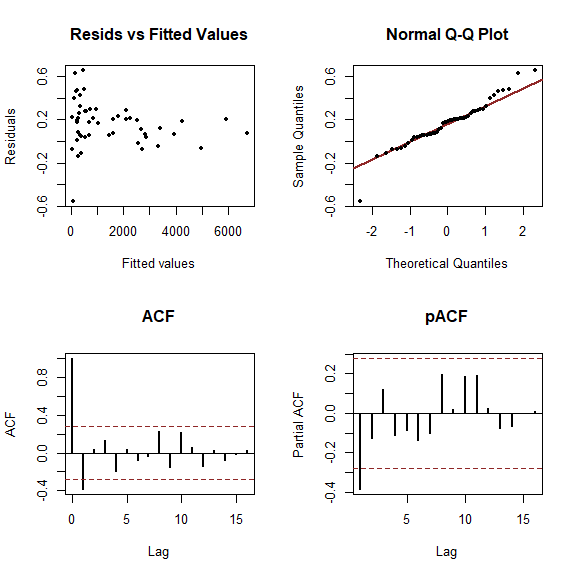 Resids vs Fitted Values
Residuals
-0.6 -0.2 0.2 0.6
0 2000 4000 6000
Fitted values
Normal Q-Q Plot
Sample Quantiles
-0.6 -0.2 0.2 0.6
-2 -1 0 1 2
Theoretical Quantiles
ACF
ACF
-0.4 0.0 0.4 0.8
0 5 10 15
Lag
pACF
Partial ACF
-0.4 -0.2 0.0 0.2
5 10 15
Lag